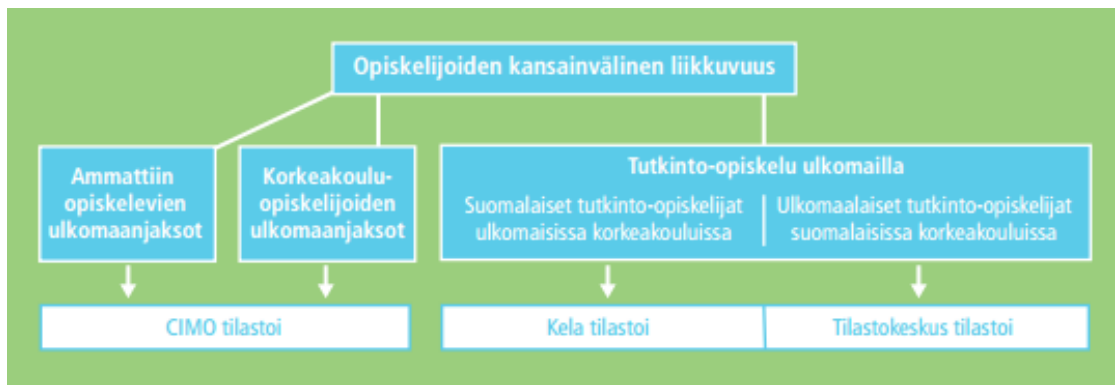 Opiskelijoiden kansainvälinen liikkuvuus
Ammattiin
opiskelevien
ulkomaanjaksot
Korkeakoulu-
opiskelijoiden
ulkomaanjaksot
Tutkinto-opiskelu ulkomailla
Suomalaiset tutkinto-opiskelijat
ulkomaisissa korkeakouluissa
Ulkomaalaiset tutkinto-opiskelijat
suomalaisissa korkeakouluissa
CIMO tilastoi
Kela tilastoi
Tilastokeskus tilastoi